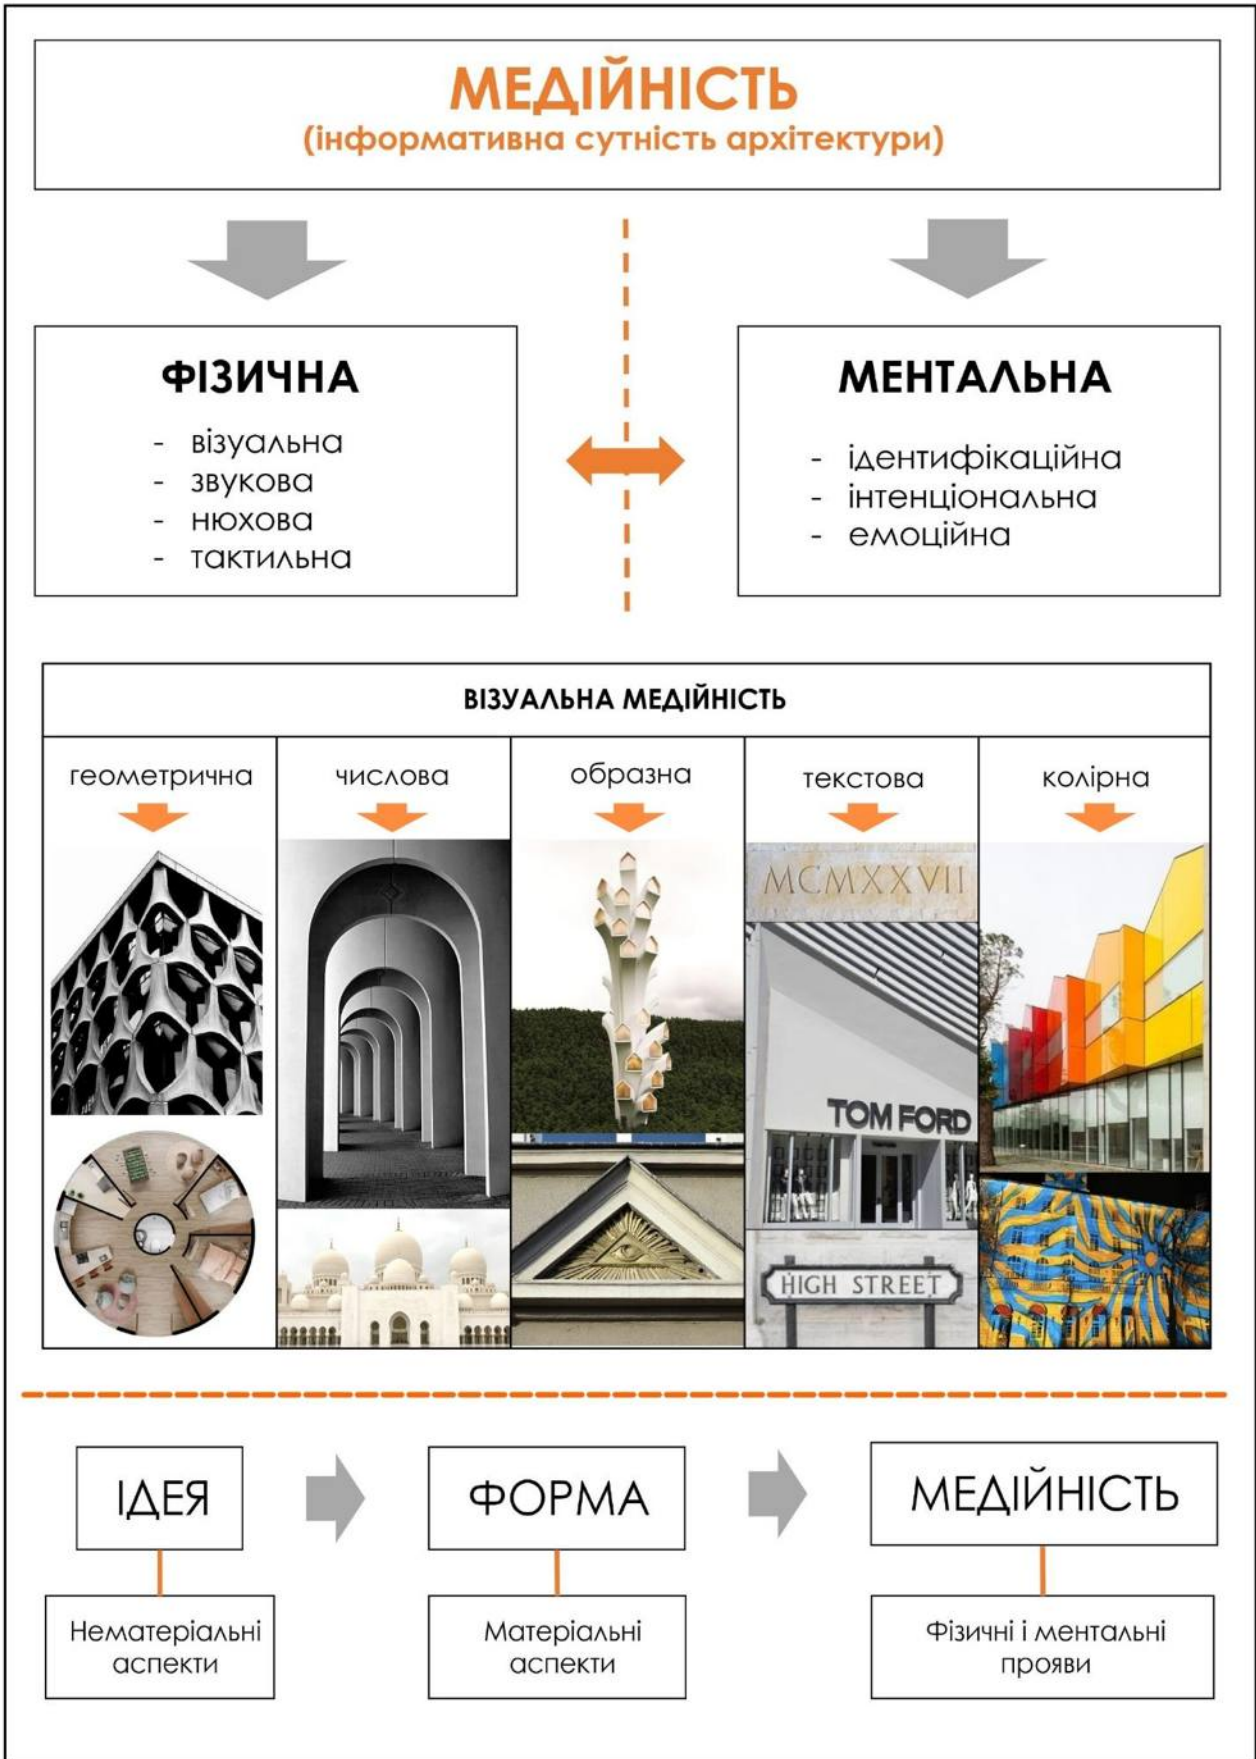 МЕДІЙНІСТЬ
(інформативна сутність архітектури)
ФІЗИЧНА
- візуальна
- звукова
- нюхова
- тактильна
МЕНТАЛЬНА
- ідентифікаційна
- інтенціональна
- емоційна
ВІЗУАЛЬНА МЕДІЙНІСТЬ
геометрична
числова
образна
текстова
колірна
MCMXXVII
TOM FORD
HIGH STREET
ІДЕЯ
ФОРМА
МЕДІЙНІСТЬ
Нематеріальні
аспекти
Матеріальні
аспекти
Фізичні і ментальні
прояви